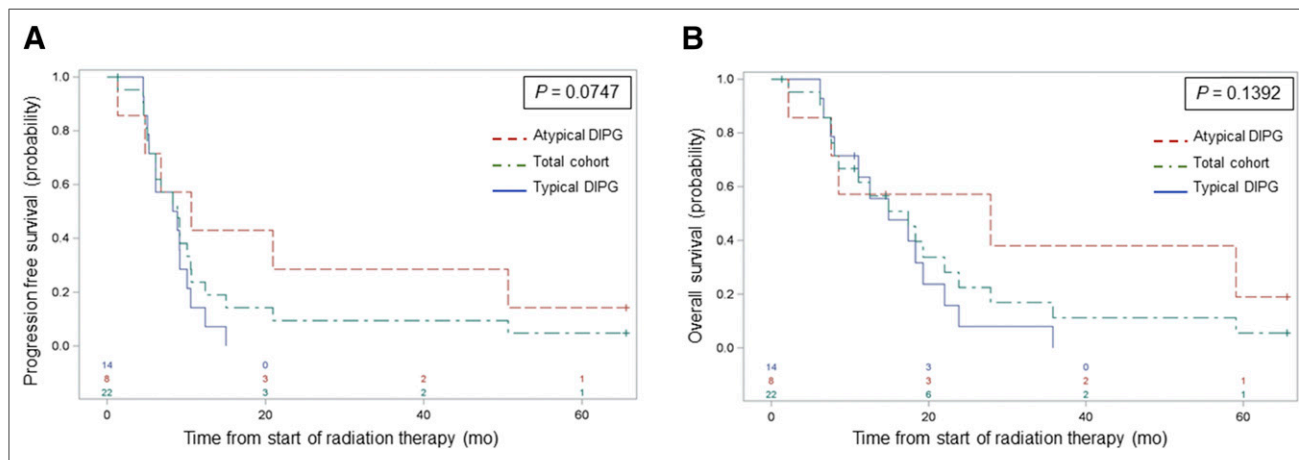 A
P = 0.0747
Atypical DIPG
Total cohort
Typical DIPG
Progression free survival (probability)
1.0
0.8
0.6
0.4
0.2
0.0
14 0
8 3 2 1
22 3 2 1
0 20 40 60
Time from start of radiation therapy (mo)
B
P = 0.1392
Atypical DIPG
Total cohort
Typical DIPG
Overall survival (probability)
1.0
0.8
0.6
0.4
0.2
0.0
14 3 0
8 3 2 1
22 6 2 1
0 20 40 60
Time from start of radiation therapy (mo)